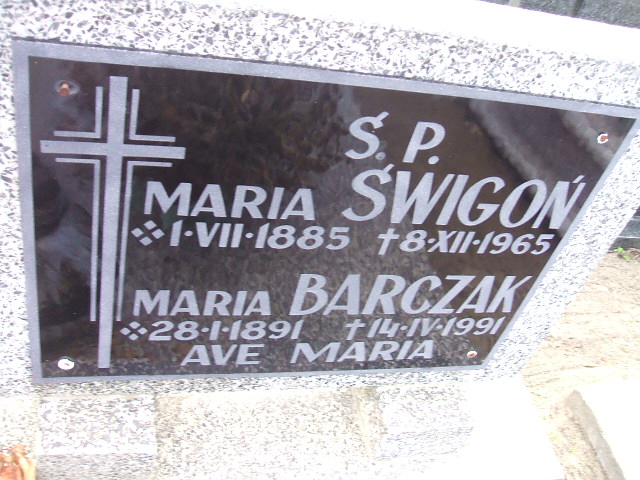 Ś. P.
MARIA ŚWIGOŃ
1·VII·1885 †8·XII·1965
MARIA BARCZAK
28·I·1891 †14·IV·1991
AVE MARIA